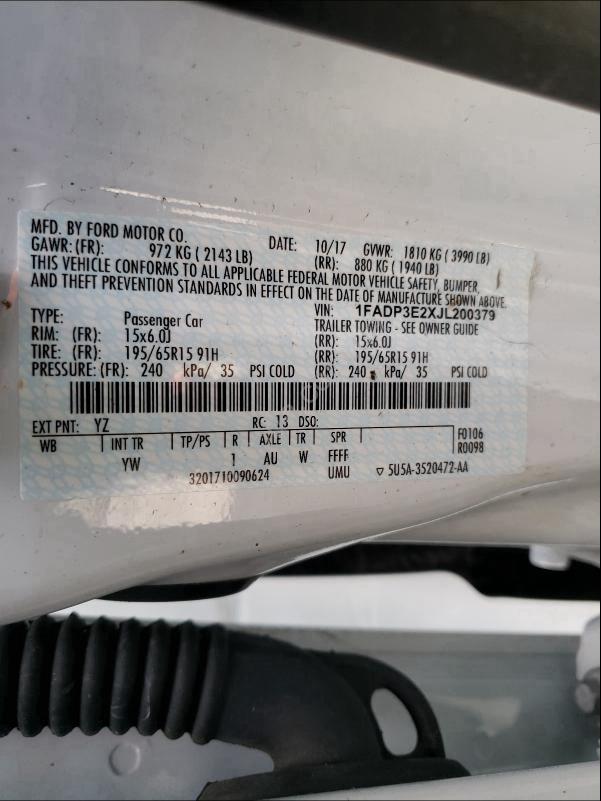 MFD. BY FORD MOTOR CO.
DATE: 10/17 GVWR: 1810 KG ( 3990 LB)
GAWR: (FR): 972 KG ( 2143 LB) (RR): 880 KG ( 1940 LB)
THIS VEHICLE CONFORMS TO ALL APPLICABLE FEDERAL MOTOR VEHICLE SAFETY, BUMPER,
AND THEFT PREVENTION STANDARDS IN EFFECT ON THE DATE OF MANUFACTURE SHOWN ABOVE.
VIN: 1FADP3E2XJL200379
TYPE: Passenger Car TRAILER TOWING - SEE OWNER GUIDE
RIM: (FR): 15x6.0J (RR): 15x6.0J
TIRE: (FR): 195/65R15 91H (RR): 195/65R15 91H
PRESSURE: (FR): 240 kPa/ 35 PSI COLD (RR): 240 kPa/ 35 PSI COLD
EXT PNT: YZ RC: 13 DSO:
WB INT TR TP/PS R AXLE TR SPR F0106
YW 1 AU W FFFF R0098
3201710090624 UMU ▽ 5U5A-3520472-AA